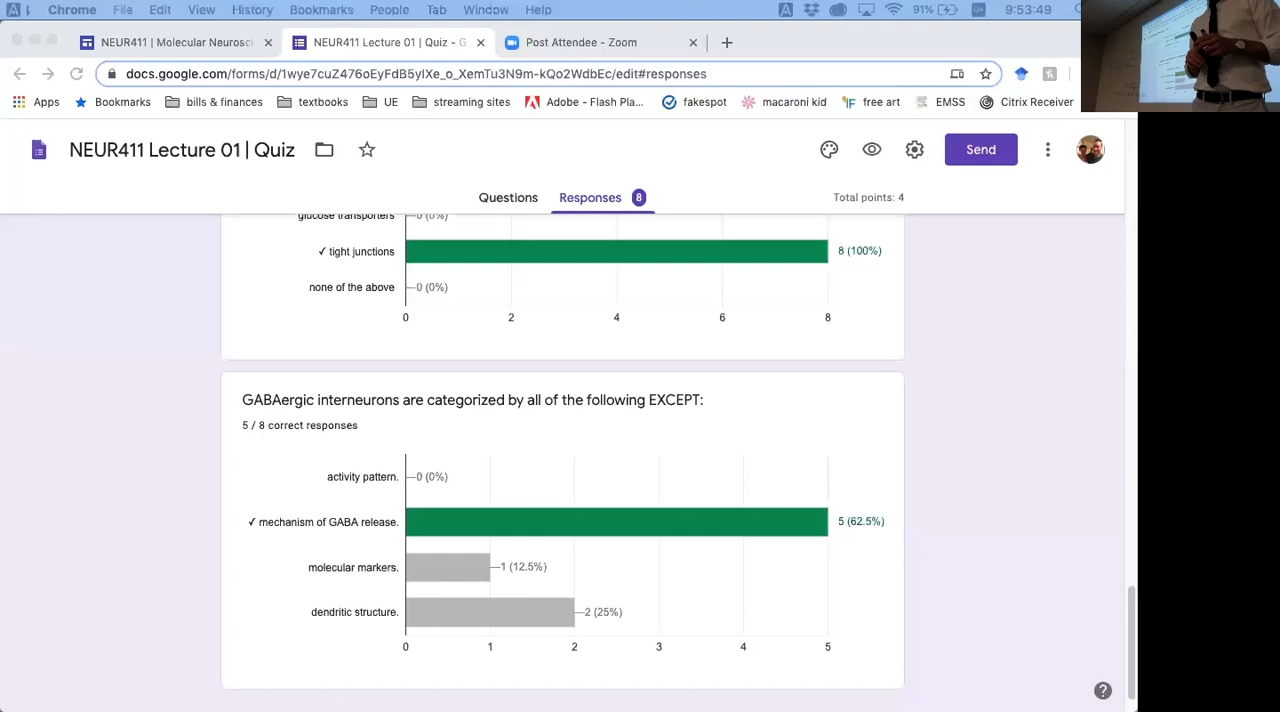 Chrome File Edit View History Bookmarks People Tab Window Help 91% 9:53:49
NEUR411 | Molecular Neurosci NEUR411 Lecture 01 | Quiz - G Post Attendee - Zoom
docs.google.com/forms/d/1wye7cuZ476oEyFdB5yIXe_o_XemTu3N9m-kQo2WdbEc/edit#responses
Apps Bookmarks bills & finances textbooks UE streaming sites Adobe - Flash Pla... fakespot macaroni kid free art EMSS Citrix Receiver
NEUR411 Lecture 01 | Quiz Send
Questions Responses 8 Total points: 4
glucose transporters 0 (0%)
✓ tight junctions 8 (100%)
none of the above 0 (0%)
0 2 4 6 8
GABAergic interneurons are categorized by all of the following EXCEPT:
5 / 8 correct responses
activity pattern. 0 (0%)
✓ mechanism of GABA release. 5 (62.5%)
molecular markers. 1 (12.5%)
dendritic structure. 2 (25%)
0 1 2 3 4 5